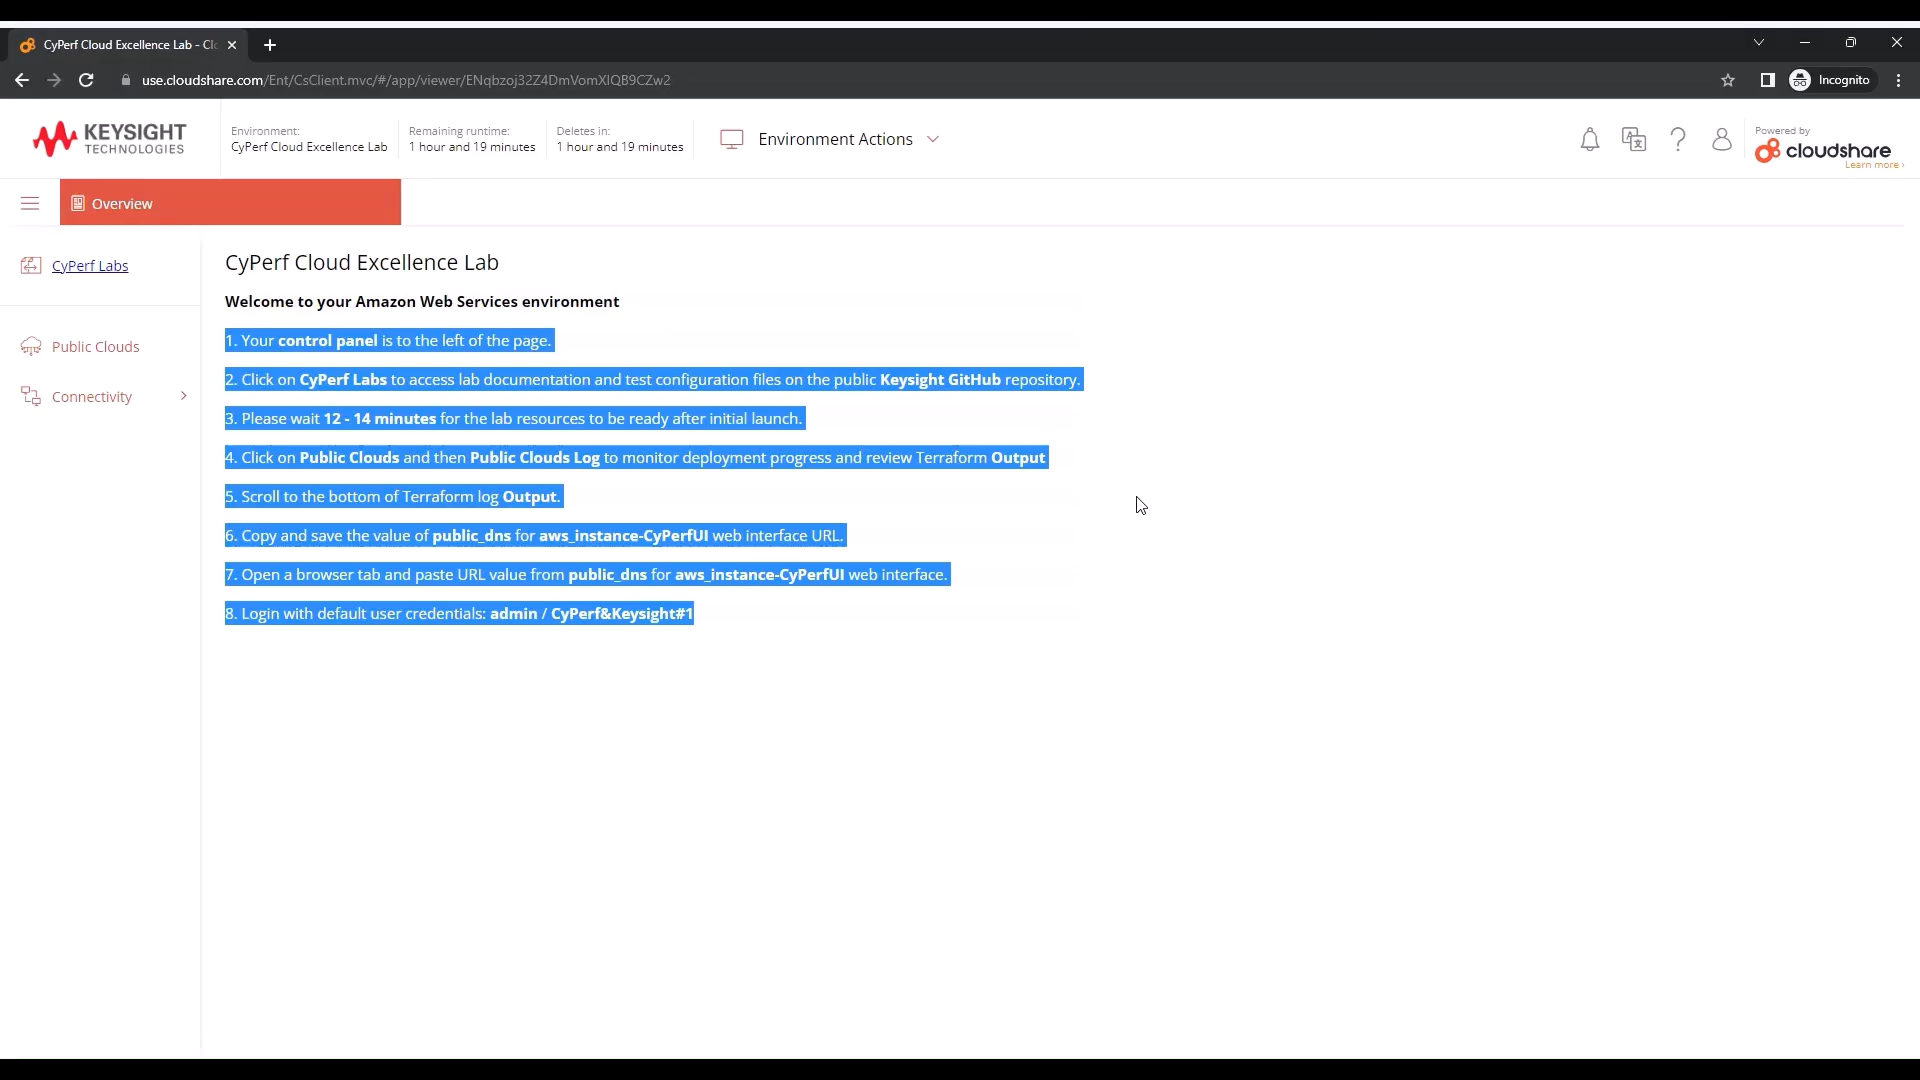 CyPerf Cloud Excellence Lab - Clo
use.cloudshare.com/Ent/CsClient.mvc/#/app/viewer/ENqbzoj32Z4DmVomXlQB9CZw2
Incognito
KEYSIGHT
TECHNOLOGIES
Environment:
CyPerf Cloud Excellence Lab
Remaining runtime:
1 hour and 19 minutes
Deletes in:
1 hour and 19 minutes
Environment Actions
Powered by
cloudshare
Learn more ›
Overview
CyPerf Labs
Public Clouds
Connectivity
CyPerf Cloud Excellence Lab
Welcome to your Amazon Web Services environment
1. Your control panel is to the left of the page.
2. Click on CyPerf Labs to access lab documentation and test configuration files on the public Keysight GitHub repository.
3. Please wait 12 - 14 minutes for the lab resources to be ready after initial launch.
4. Click on Public Clouds and then Public Clouds Log to monitor deployment progress and review Terraform Output
5. Scroll to the bottom of Terraform log Output.
6. Copy and save the value of public_dns for aws_instance-CyPerfUI web interface URL.
7. Open a browser tab and paste URL value from public_dns for aws_instance-CyPerfUI web interface.
8. Login with default user credentials: admin / CyPerf&Keysight#1